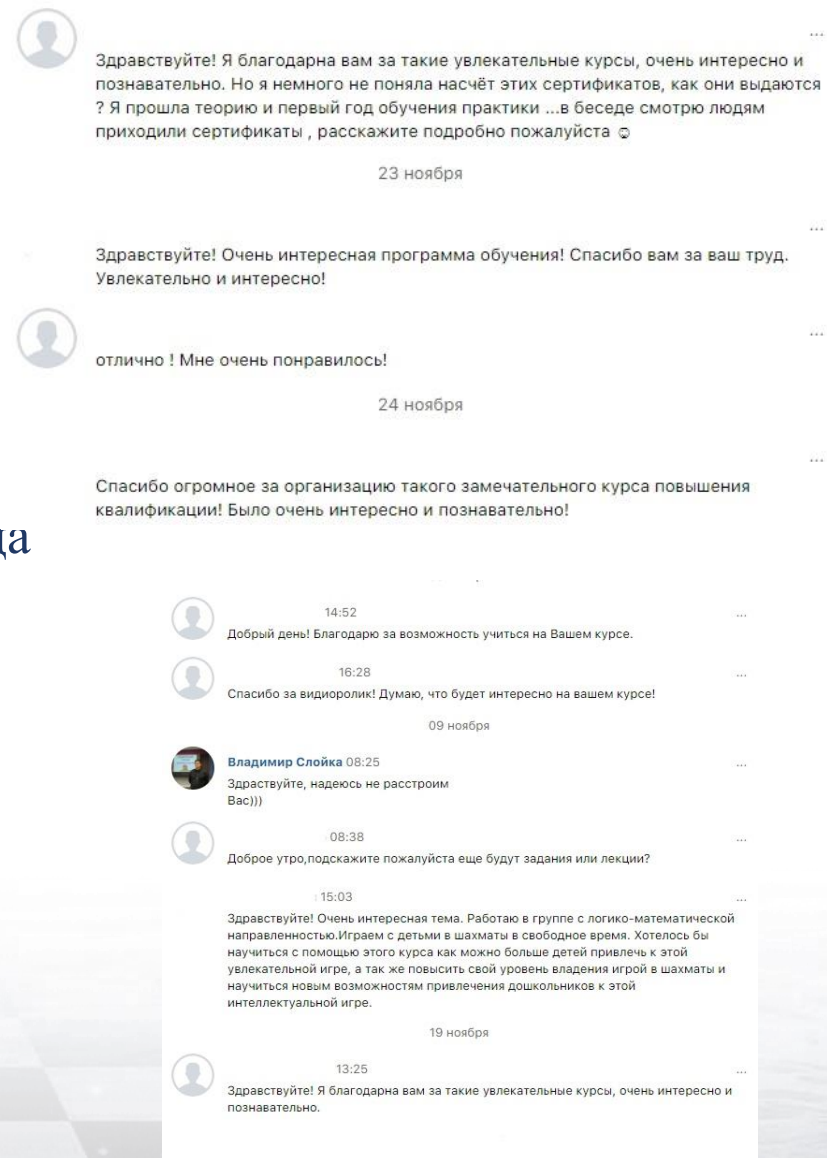 ...
Здравствуйте! Я благодарна вам за такие увлекательные курсы, очень интересно и
познавательно. Но я немного не поняла насчёт этих сертификатов, как они выдаются
? Я прошла теорию и первый год обучения практики ...в беседе смотрю людям
приходили сертификаты , расскажите подробно пожалуйста ☺
23 ноября
...
Здравствуйте! Очень интересная программа обучения! Спасибо вам за ваш труд.
Увлекательно и интересно!
...
отлично ! Мне очень понравилось!
24 ноября
...
Спасибо огромное за организацию такого замечательного курса повышения
квалификации! Было очень интересно и познавательно!
14:52 ...
Добрый день! Благодарю за возможность учиться на Вашем курсе.
16:28 ...
Спасибо за видиоролик! Думаю, что будет интересно на вашем курсе!
09 ноября
Владимир Слойка 08:25 ...
Здраствуйте, надеюсь не расстроим
Вас)))
08:38 ...
Доброе утро,подскажите пожалуйста еще будут задания или лекции?
15:03 ...
Здравствуйте! Очень интересная тема. Работаю в группе с логико-математической
направленностью.Играем с детьми в шахматы в свободное время. Хотелось бы
научиться с помощью этого курса как можно больше детей привлечь к этой
увлекательной игре, а так же повысить свой уровень владения игрой в шахматы и
научиться новым возможностям привлечения дошкольников к этой
интеллектуальной игре.
19 ноября
13:25 ...
Здравствуйте! Я благодарна вам за такие увлекательные курсы, очень интересно и
познавательно.